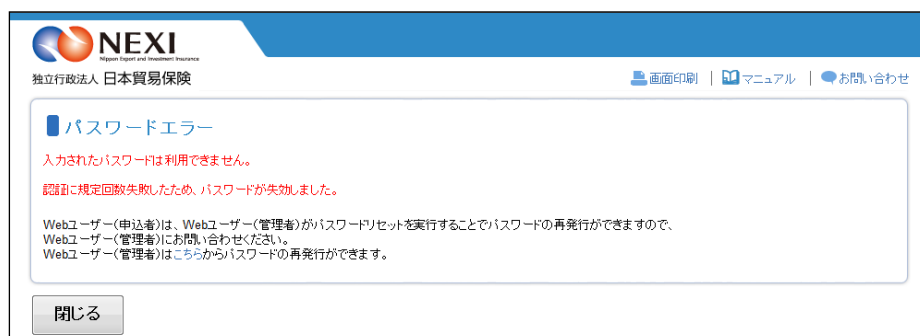 NEXI
Nippon Export and Investment Insurance
独立行政法人 日本貿易保険
画面印刷 | マニュアル | お問い合わせ
パスワードエラー
入力されたパスワードは利用できません。
認証に規定回数失敗したため、パスワードが失効しました。
Webユーザー(申込者)は、Webユーザー(管理者)がパスワードリセットを実行することでパスワードの再発行ができますので、
Webユーザー(管理者)にお問い合わせください。
Webユーザー(管理者)はこちらからパスワードの再発行ができます。
閉じる